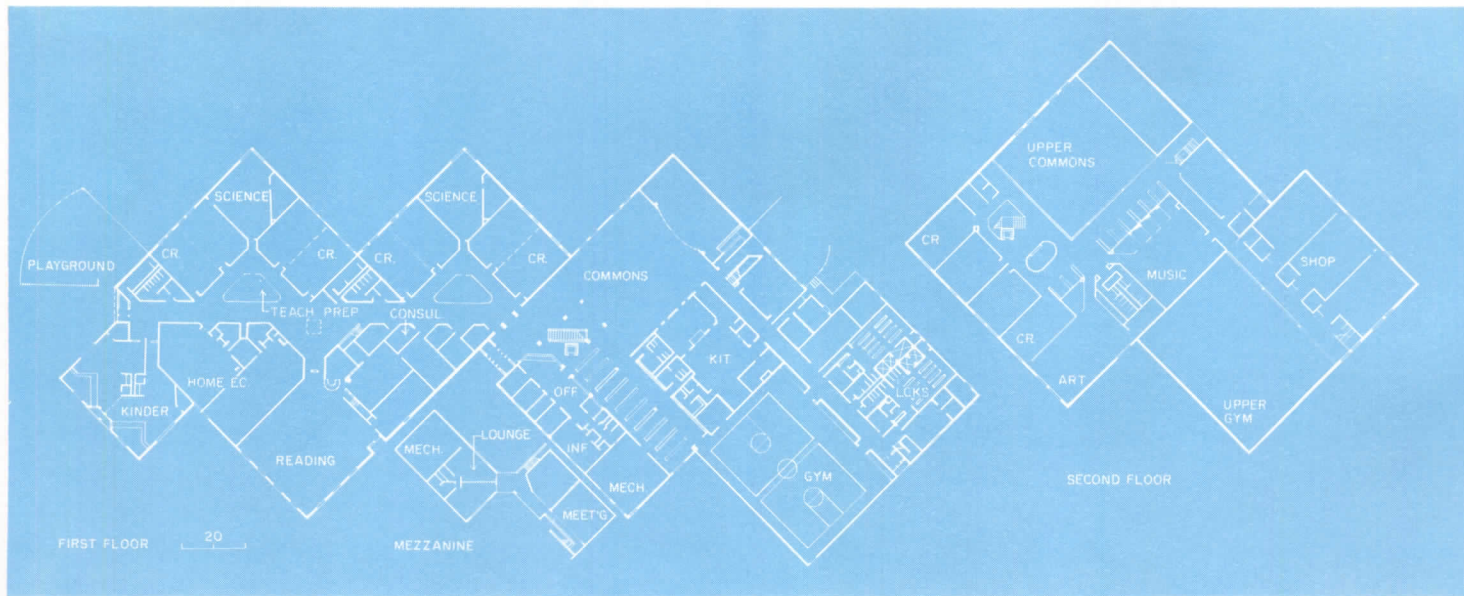 SCIENCE
CR.
CR.
PLAYGROUND
SCIENCE
CR.
CR.
TEACH PREP
CONSUL
COMMONS
HOME EC
KINDER
READING
KIT
OFF
INF
LCKS
MECH.
LOUNGE
MECH.
MEET'G
GYM
FIRST FLOOR
20
MEZZANINE
UPPER
COMMONS
CR
CR.
MUSIC
SHOP
ART
UPPER
GYM
SECOND FLOOR